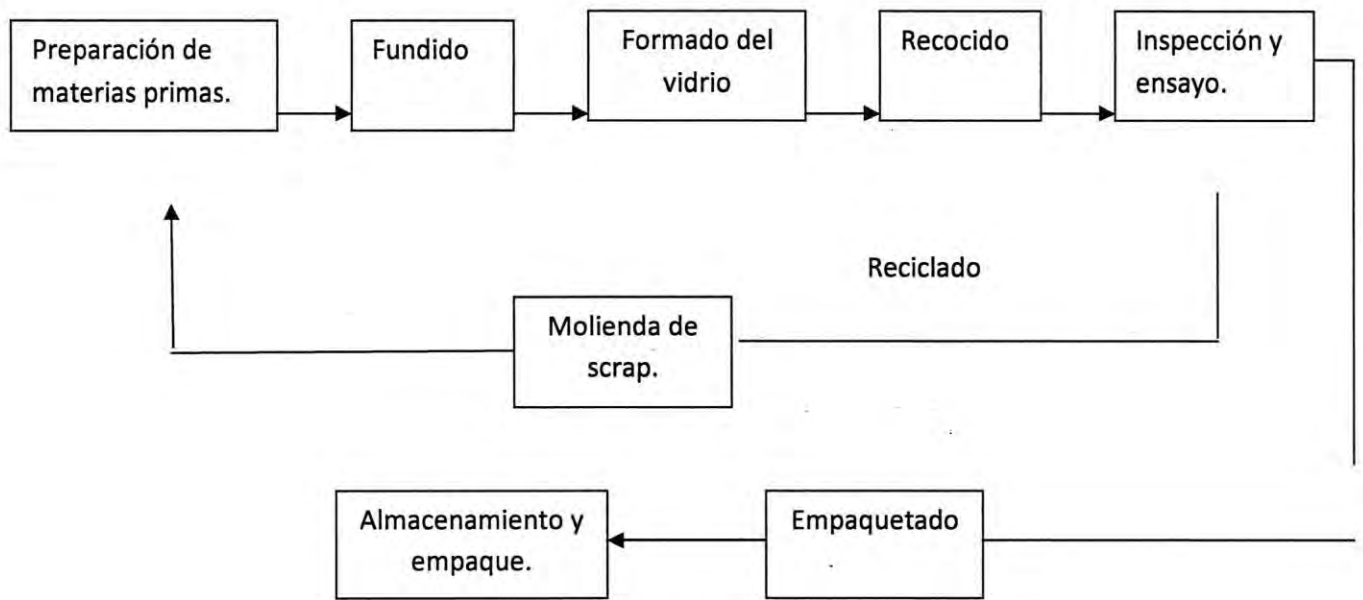 Preparación de
materias primas.
Fundido
Formado del
vidrio
Recocido
Inspección y
ensayo.
Reciclado
Molienda de
scrap.
Almacenamiento y
empaque.
Empaquetado